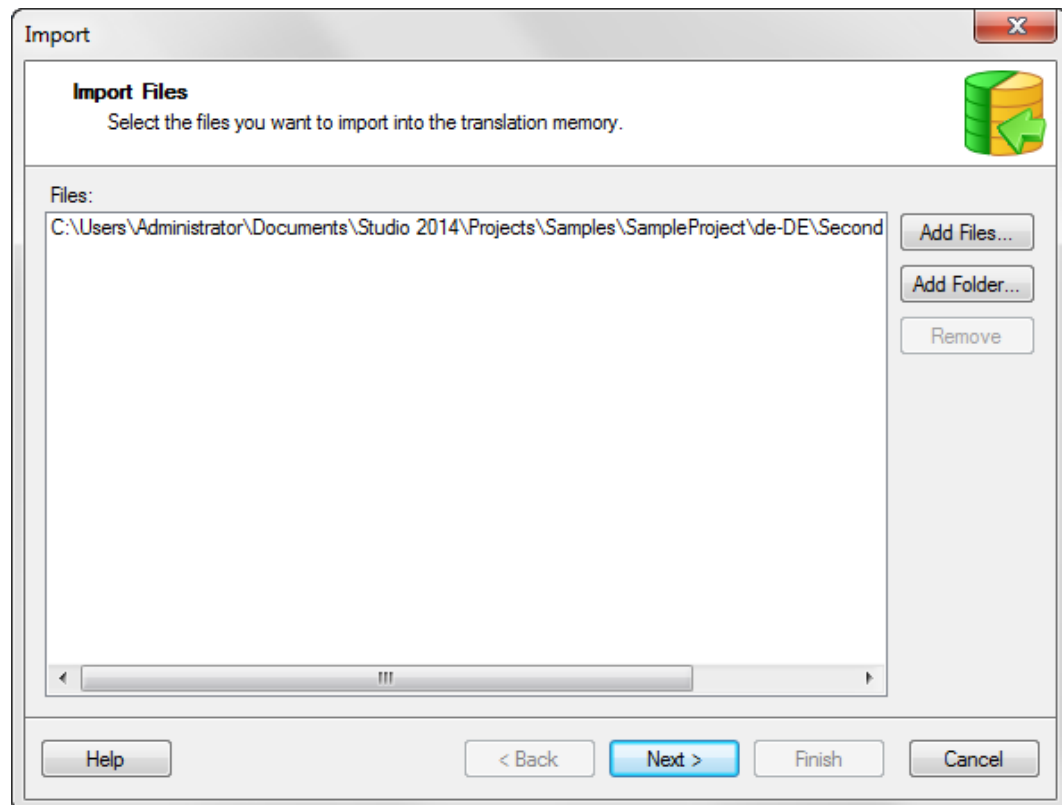 Import
Import Files
Select the files you want to import into the translation memory.
Files:
C:\Users\Administrator\Documents\Studio 2014\Projects\Samples\SampleProject\de-DE\Second
Add Files...
Add Folder...
Remove
Help
< Back
Next >
Finish
Cancel